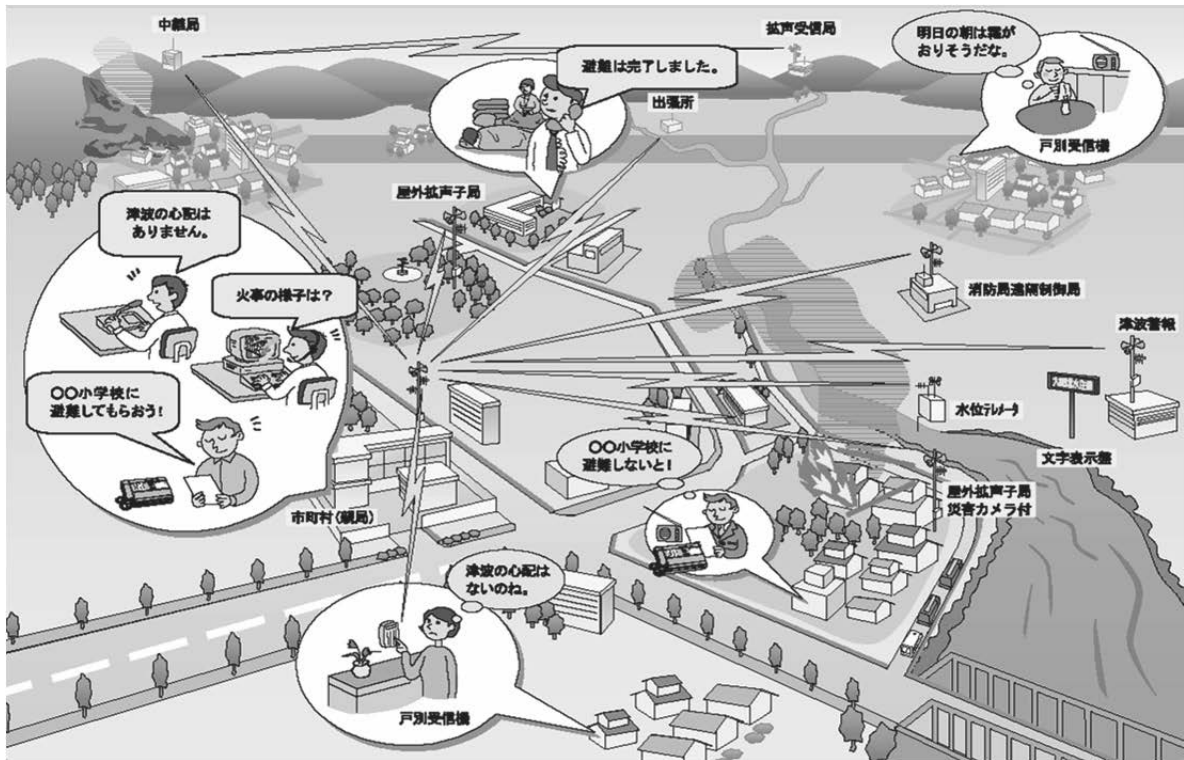 中継局
拡声受信局
明日の朝は霜が
おりそうだな。
避難は完了しました。
出張所
戸別受信機
屋外拡声子局
津波の心配は
ありません。
火事の様子は？
消防局遠隔制御局
津波警報
〇〇小学校に
避難してもらおう！
水位テレメータ
文字表示盤
〇〇小学校に
避難しないと！
屋外拡声子局
災害カメラ付
市町村（親局）
津波の心配は
ないのね。
戸別受信機